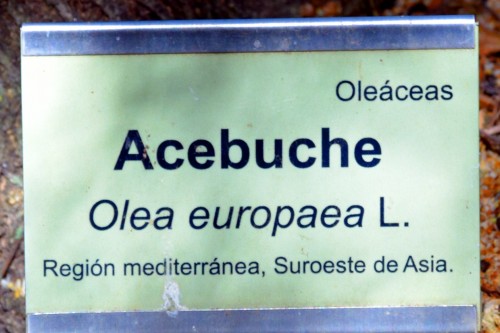 Oleáceas
Acebuche
Olea europaea L.
Región mediterránea, Suroeste de Asia.